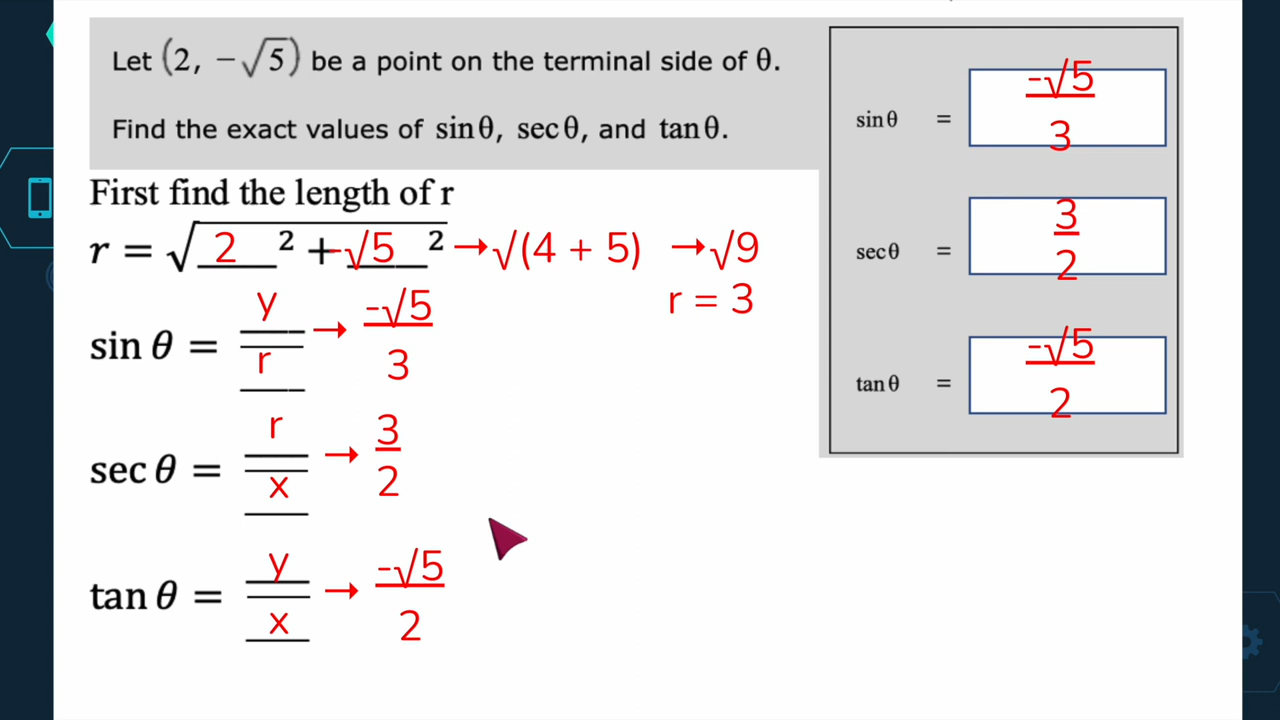 Let (2, −√5) be a point on the terminal side of θ.
Find the exact values of sinθ, secθ, and tanθ.
First find the length of r
r = √2² + -√5² → √(4 + 5) → √9
r = 3
sin θ = y/r → -√5/3
sec θ = r/x → 3/2
tan θ = y/x → -√5/2
sinθ = -√5/3
secθ = 3/2
tanθ = -√5/2